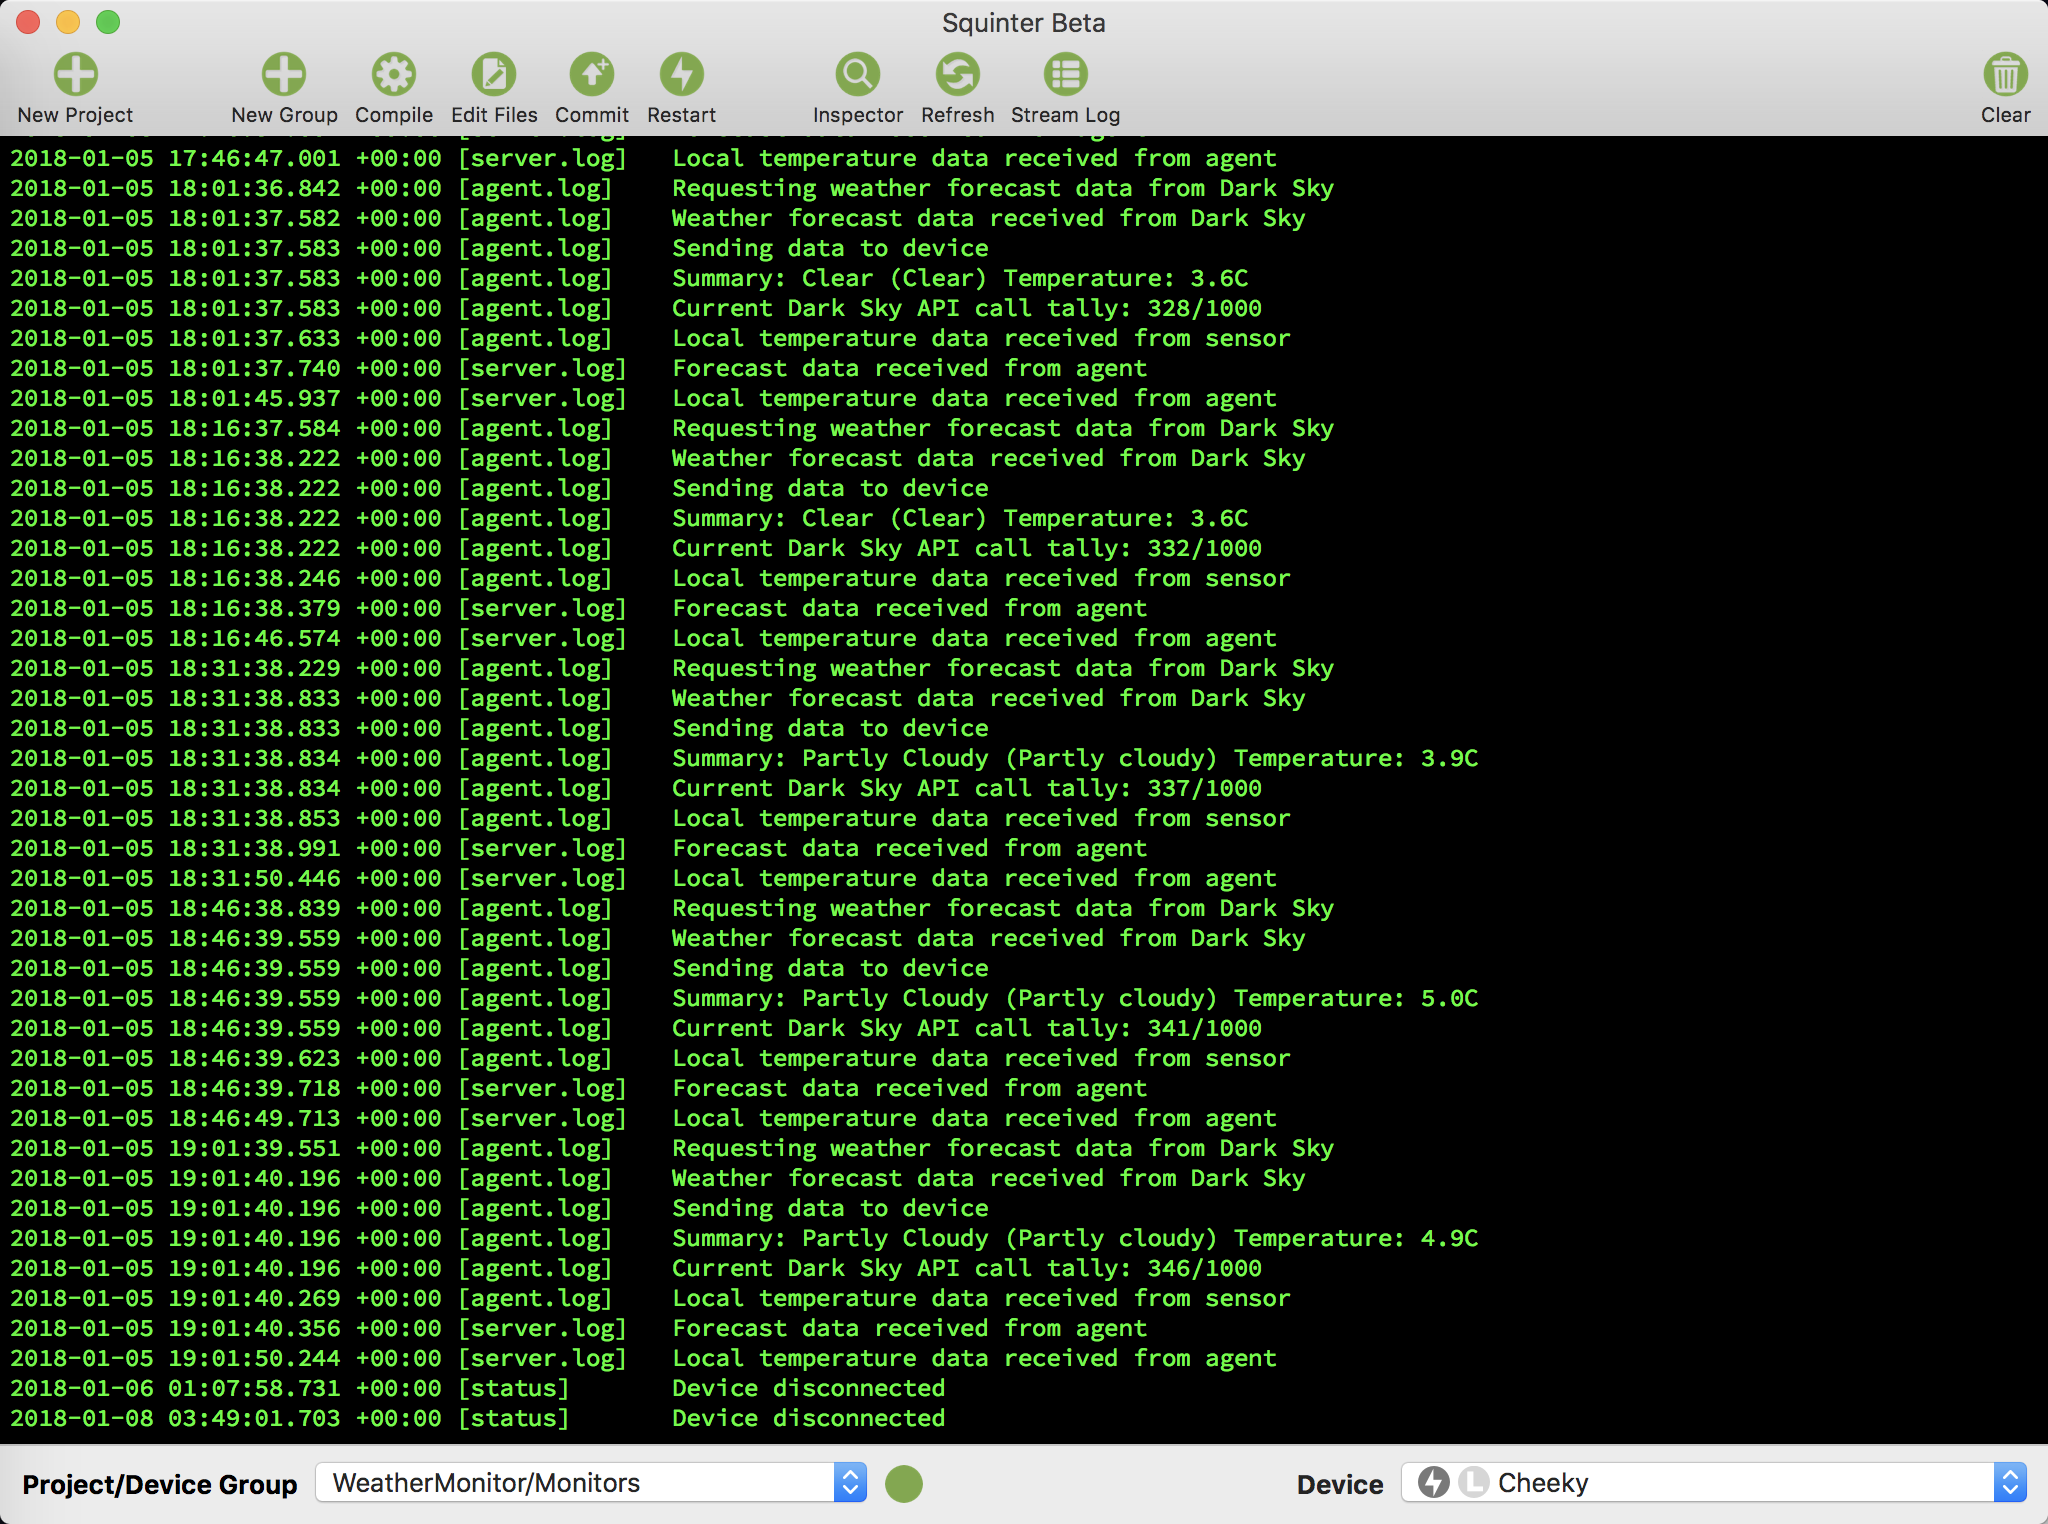 Squinter Beta
New Project New Group Compile Edit Files Commit Restart Inspector Refresh Stream Log Clear
2018-01-05 17:46:47.001 +00:00 [server.log] Local temperature data received from agent
2018-01-05 18:01:36.842 +00:00 [agent.log] Requesting weather forecast data from Dark Sky
2018-01-05 18:01:37.582 +00:00 [agent.log] Weather forecast data received from Dark Sky
2018-01-05 18:01:37.583 +00:00 [agent.log] Sending data to device
2018-01-05 18:01:37.583 +00:00 [agent.log] Summary: Clear (Clear) Temperature: 3.6C
2018-01-05 18:01:37.583 +00:00 [agent.log] Current Dark Sky API call tally: 328/1000
2018-01-05 18:01:37.633 +00:00 [agent.log] Local temperature data received from sensor
2018-01-05 18:01:37.740 +00:00 [server.log] Forecast data received from agent
2018-01-05 18:01:45.937 +00:00 [server.log] Local temperature data received from agent
2018-01-05 18:16:37.584 +00:00 [agent.log] Requesting weather forecast data from Dark Sky
2018-01-05 18:16:38.222 +00:00 [agent.log] Weather forecast data received from Dark Sky
2018-01-05 18:16:38.222 +00:00 [agent.log] Sending data to device
2018-01-05 18:16:38.222 +00:00 [agent.log] Summary: Clear (Clear) Temperature: 3.6C
2018-01-05 18:16:38.222 +00:00 [agent.log] Current Dark Sky API call tally: 332/1000
2018-01-05 18:16:38.246 +00:00 [agent.log] Local temperature data received from sensor
2018-01-05 18:16:38.379 +00:00 [server.log] Forecast data received from agent
2018-01-05 18:16:46.574 +00:00 [server.log] Local temperature data received from agent
2018-01-05 18:31:38.229 +00:00 [agent.log] Requesting weather forecast data from Dark Sky
2018-01-05 18:31:38.833 +00:00 [agent.log] Weather forecast data received from Dark Sky
2018-01-05 18:31:38.833 +00:00 [agent.log] Sending data to device
2018-01-05 18:31:38.834 +00:00 [agent.log] Summary: Partly Cloudy (Partly cloudy) Temperature: 3.9C
2018-01-05 18:31:38.834 +00:00 [agent.log] Current Dark Sky API call tally: 337/1000
2018-01-05 18:31:38.853 +00:00 [agent.log] Local temperature data received from sensor
2018-01-05 18:31:38.991 +00:00 [server.log] Forecast data received from agent
2018-01-05 18:31:50.446 +00:00 [server.log] Local temperature data received from agent
2018-01-05 18:46:38.839 +00:00 [agent.log] Requesting weather forecast data from Dark Sky
2018-01-05 18:46:39.559 +00:00 [agent.log] Weather forecast data received from Dark Sky
2018-01-05 18:46:39.559 +00:00 [agent.log] Sending data to device
2018-01-05 18:46:39.559 +00:00 [agent.log] Summary: Partly Cloudy (Partly cloudy) Temperature: 5.0C
2018-01-05 18:46:39.559 +00:00 [agent.log] Current Dark Sky API call tally: 341/1000
2018-01-05 18:46:39.623 +00:00 [agent.log] Local temperature data received from sensor
2018-01-05 18:46:39.718 +00:00 [server.log] Forecast data received from agent
2018-01-05 18:46:49.713 +00:00 [server.log] Local temperature data received from agent
2018-01-05 19:01:39.551 +00:00 [agent.log] Requesting weather forecast data from Dark Sky
2018-01-05 19:01:40.196 +00:00 [agent.log] Weather forecast data received from Dark Sky
2018-01-05 19:01:40.196 +00:00 [agent.log] Sending data to device
2018-01-05 19:01:40.196 +00:00 [agent.log] Summary: Partly Cloudy (Partly cloudy) Temperature: 4.9C
2018-01-05 19:01:40.196 +00:00 [agent.log] Current Dark Sky API call tally: 346/1000
2018-01-05 19:01:40.269 +00:00 [agent.log] Local temperature data received from sensor
2018-01-05 19:01:40.356 +00:00 [server.log] Forecast data received from agent
2018-01-05 19:01:50.244 +00:00 [server.log] Local temperature data received from agent
2018-01-06 01:07:58.731 +00:00 [status] Device disconnected
2018-01-08 03:49:01.703 +00:00 [status] Device disconnected
Project/Device Group WeatherMonitor/Monitors Device L Cheeky